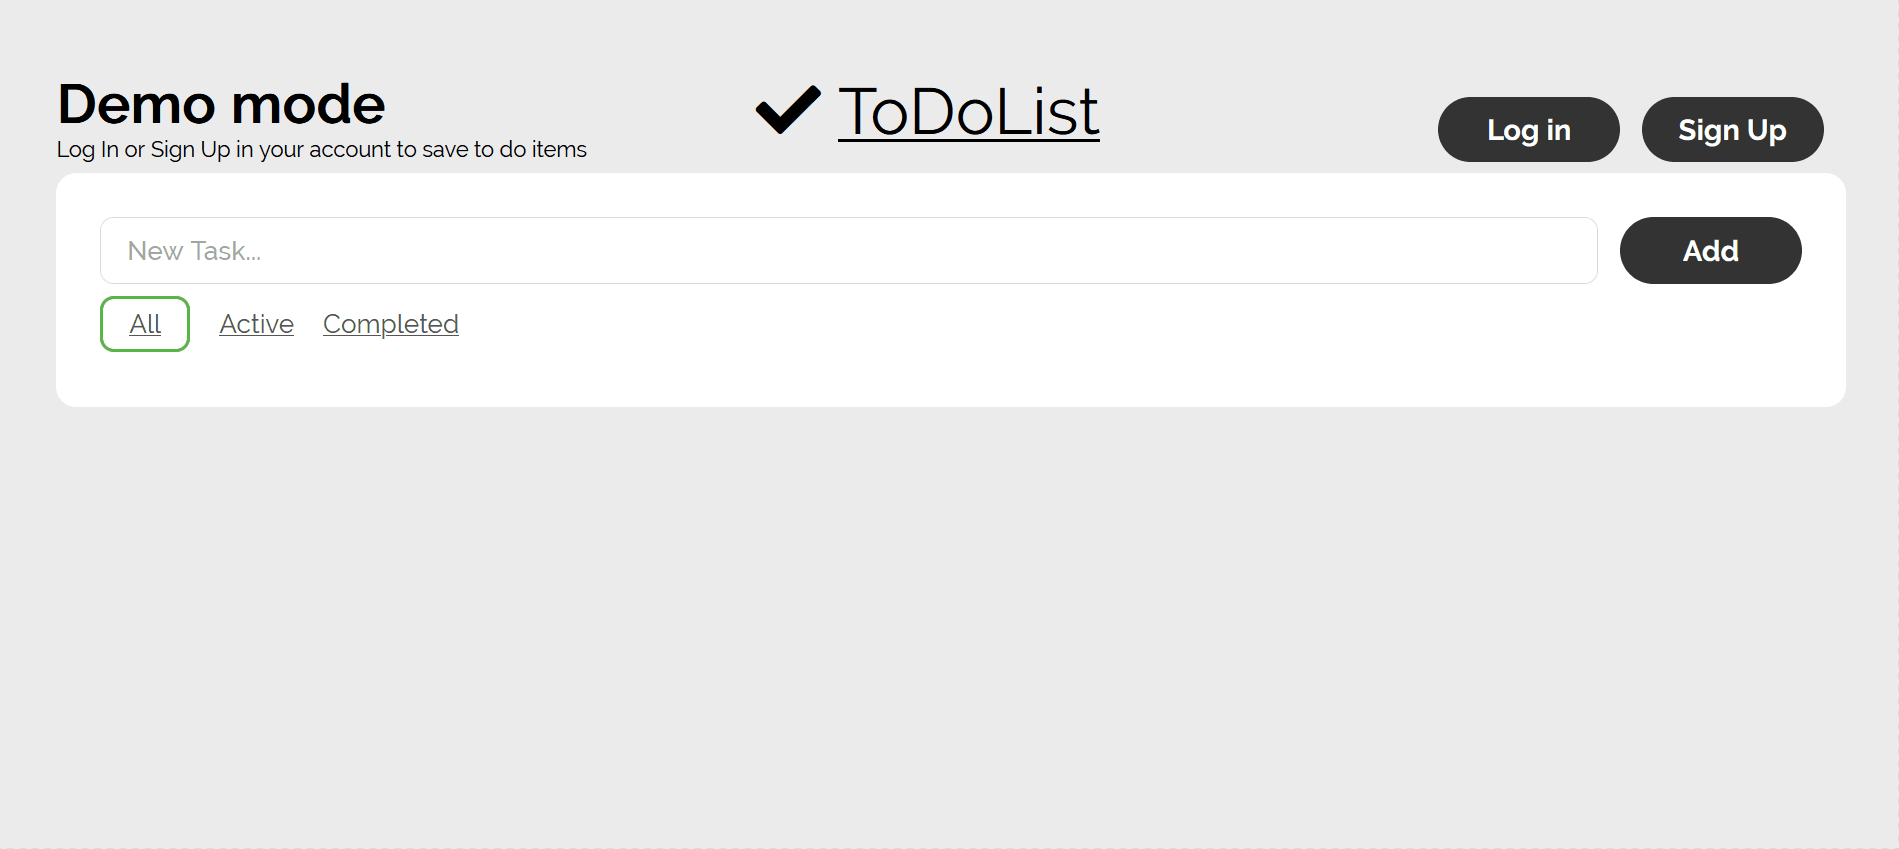 Demo mode
Log In or Sign Up in your account to save to do items
ToDoList
Log in
Sign Up
New Task...
Add
All
Active
Completed